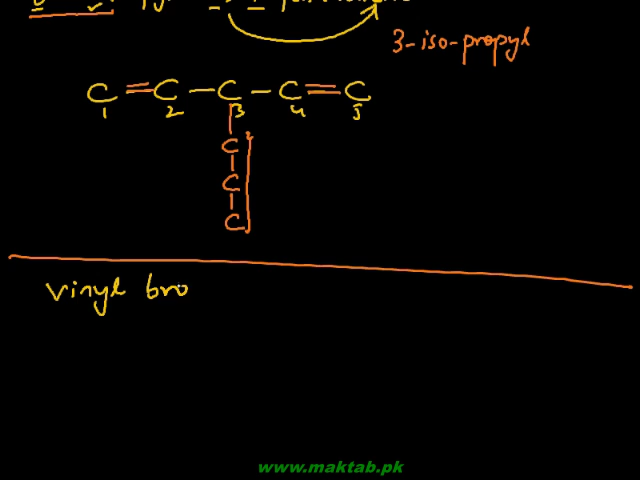 3-iso-propyl
C = C - C - C = C
1 2 3 4 5
C
C
C
vinyl bro
www.maktab.pk